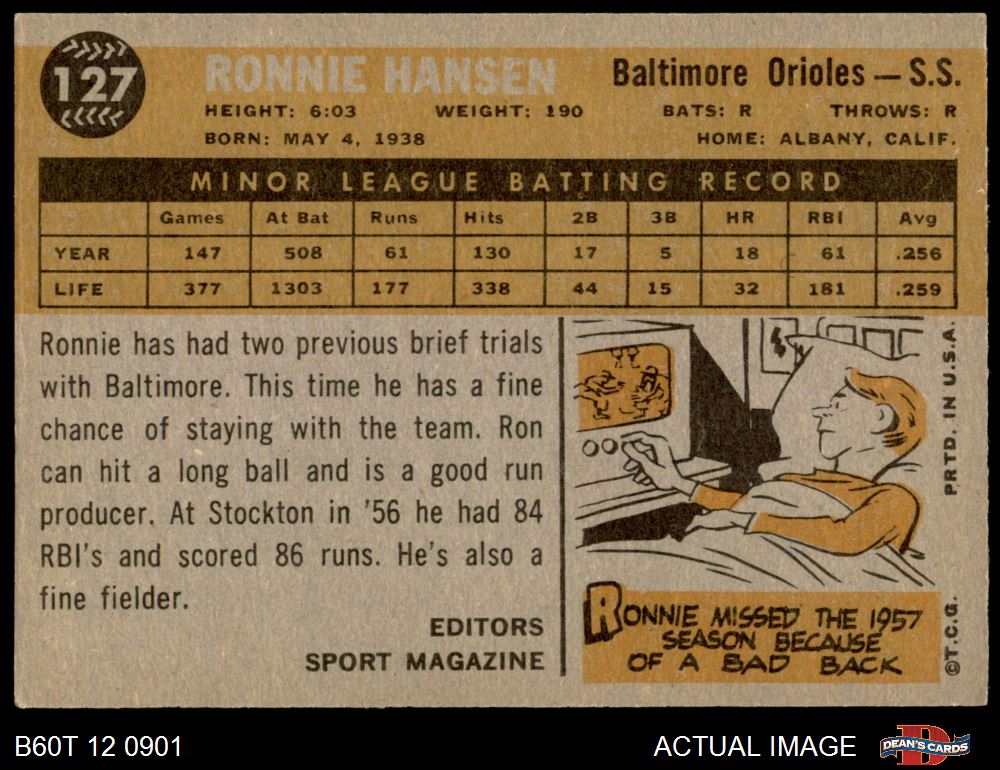 127
RONNIE HANSEN
Baltimore Orioles — S.S.
HEIGHT: 6:03 WEIGHT: 190 BATS: R THROWS: R
BORN: MAY 4, 1938 HOME: ALBANY, CALIF.
MINOR LEAGUE BATTING RECORD
Games At Bat Runs Hits 2B 3B HR RBI Avg
YEAR 147 508 61 130 17 5 18 61 .256
LIFE 377 1303 177 338 44 15 32 181 .259
Ronnie has had two previous brief trials
with Baltimore. This time he has a fine
chance of staying with the team. Ron
can hit a long ball and is a good run
producer. At Stockton in '56 he had 84
RBI's and scored 86 runs. He's also a
fine fielder.
EDITORS
SPORT MAGAZINE
RONNIE MISSED THE 1957
SEASON BECAUSE
OF A BAD BACK
©T.C.G. PRTD. IN U.S.A.
B60T 12 0901
ACTUAL IMAGE
D
DEAN'S CARDS